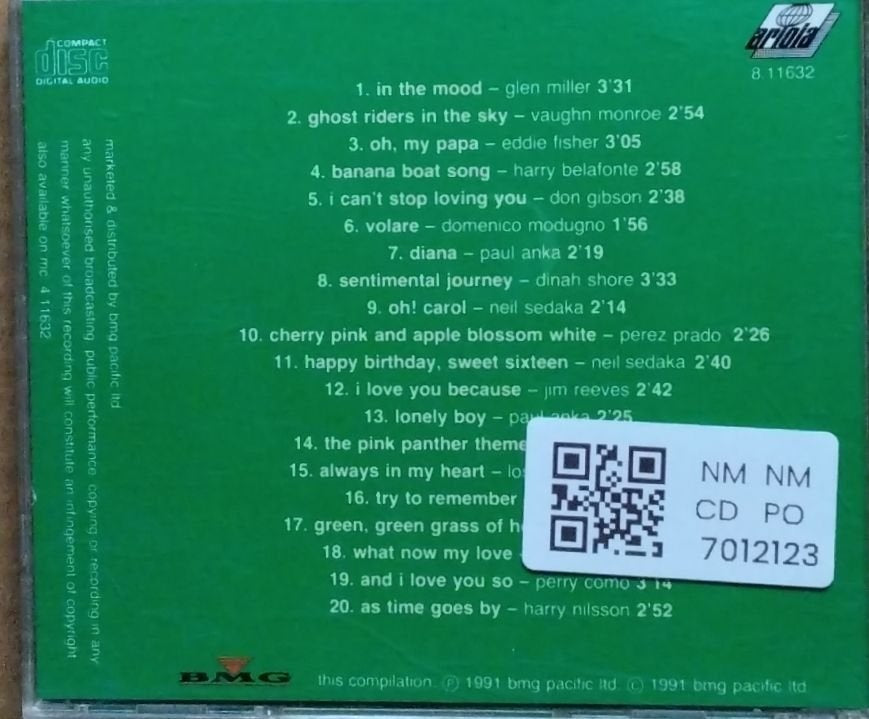 COMPACT
disc
DIGITAL AUDIO
ariola
8.11632
1. in the mood – glen miller 3'31
2. ghost riders in the sky – vaughn monroe 2'54
3. oh, my papa – eddie fisher 3'05
4. banana boat song – harry belafonte 2'58
5. i can't stop loving you – don gibson 2'38
6. volare – domenico modugno 1'56
7. diana – paul anka 2'19
8. sentimental journey – dinah shore 3'33
9. oh! carol – neil sedaka 2'14
10. cherry pink and apple blossom white – perez prado 2'26
11. happy birthday, sweet sixteen – neil sedaka 2'40
12. i love you because – jim reeves 2'42
13. lonely boy – paul anka 2'25
14. the pink panther theme
15. always in my heart –
16. try to remember
17. green, green grass of
18. what now my love
19. and i love you so – perry como 3'14
20. as time goes by – harry nilsson 2'52
NM NM
CD PO
7012123
marketed & distributed by bmg pacific ltd
any unauthorised broadcasting, public performance, copying or recording in any
manner whatsoever of this recording will constitute an infringement of copyright
also available on mc 4 11632
BMG
this compilation ℗ 1991 bmg pacific ltd. © 1991 bmg pacific ltd